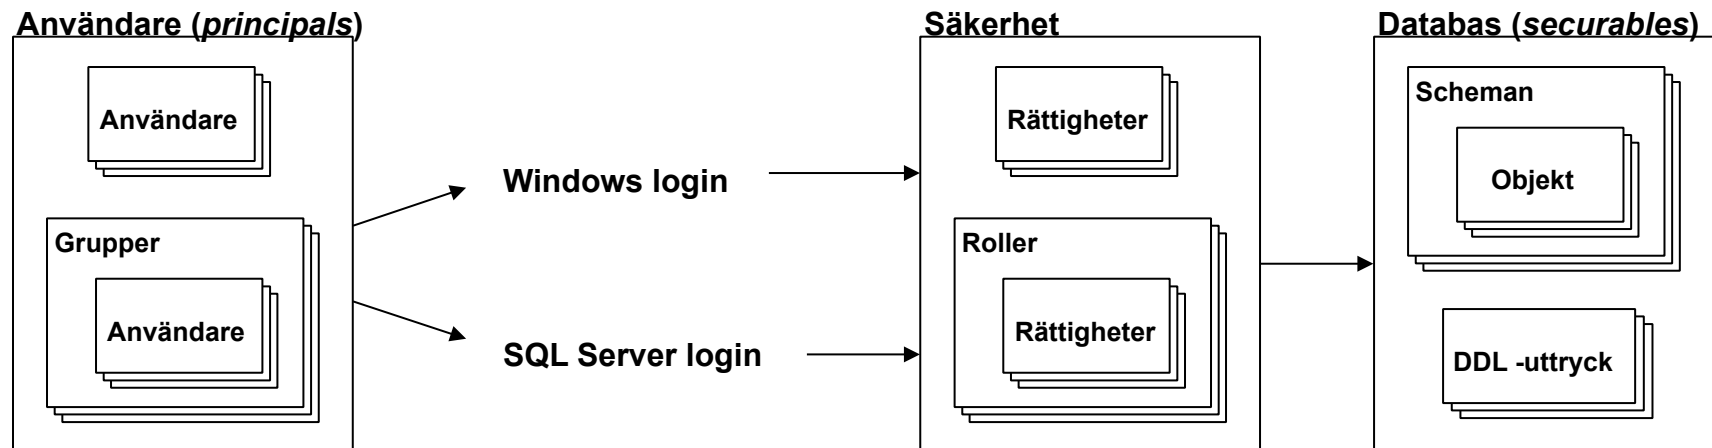 Användare (principals)
Användare
Grupper
Användare
Windows login
SQL Server login
Säkerhet
Rättigheter
Roller
Rättigheter
Databas (securables)
Scheman
Objekt
DDL -uttryck